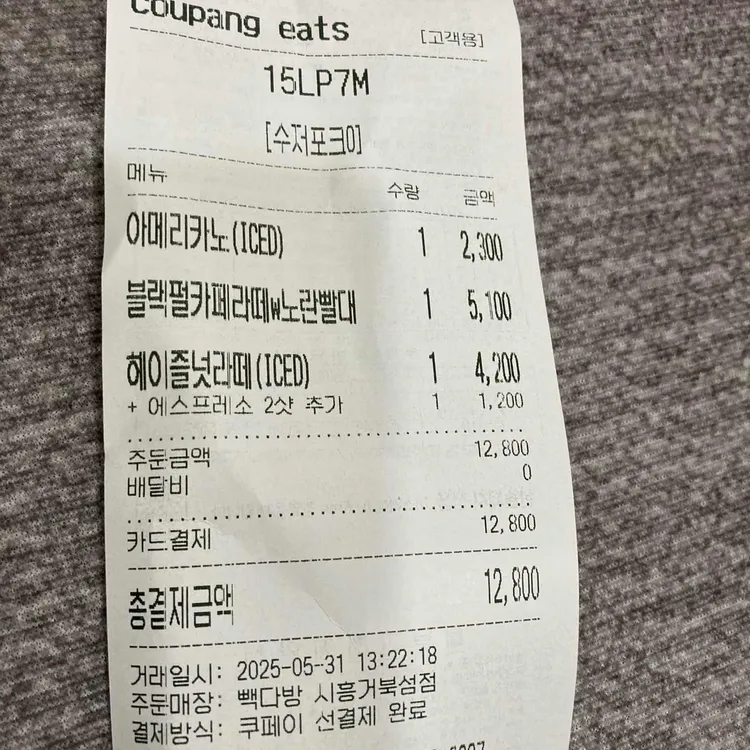 coupang eats [고객용]
15LP7M
[수저포크0]
메뉴 수량 금액
아메리카노(ICED) 1 2,300
블랙펄카페라떼w노란빨대 1 5,100
헤이즐넛라떼(ICED) 1 4,200
+ 에스프레소 2샷 추가 1 1,200
주문금액 12,800
배달비 0
카드결제 12,800
총결제금액 12,800
거래일시: 2025-05-31 13:22:18
주문매장: 빽다방 시흥거북섬점
결제방식: 쿠페이 선결제 완료